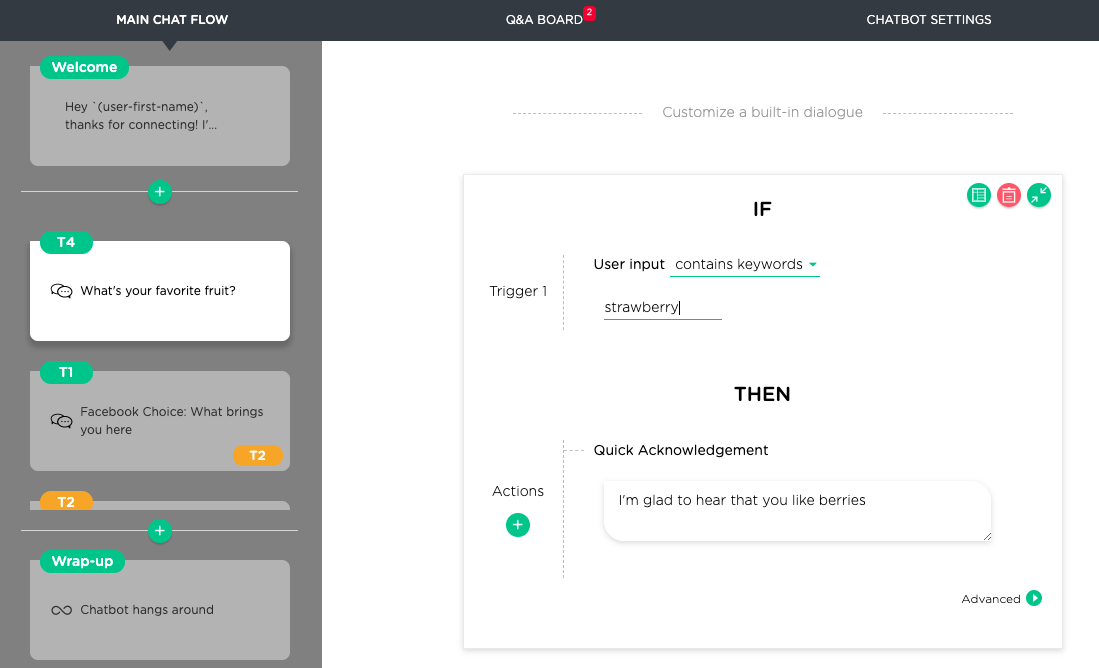 MAIN CHAT FLOW
Q&A BOARD
2
CHATBOT SETTINGS
Welcome
Hey `(user-first-name)`,
thanks for connecting! I'...
T4
What's your favorite fruit?
T1
Facebook Choice: What brings
you here
T2
T2
Wrap-up
Chatbot hangs around
Customize a built-in dialogue
IF
User input contains keywords
Trigger 1
strawberry
THEN
Quick Acknowledgement
Actions
I'm glad to hear that you like berries
Advanced